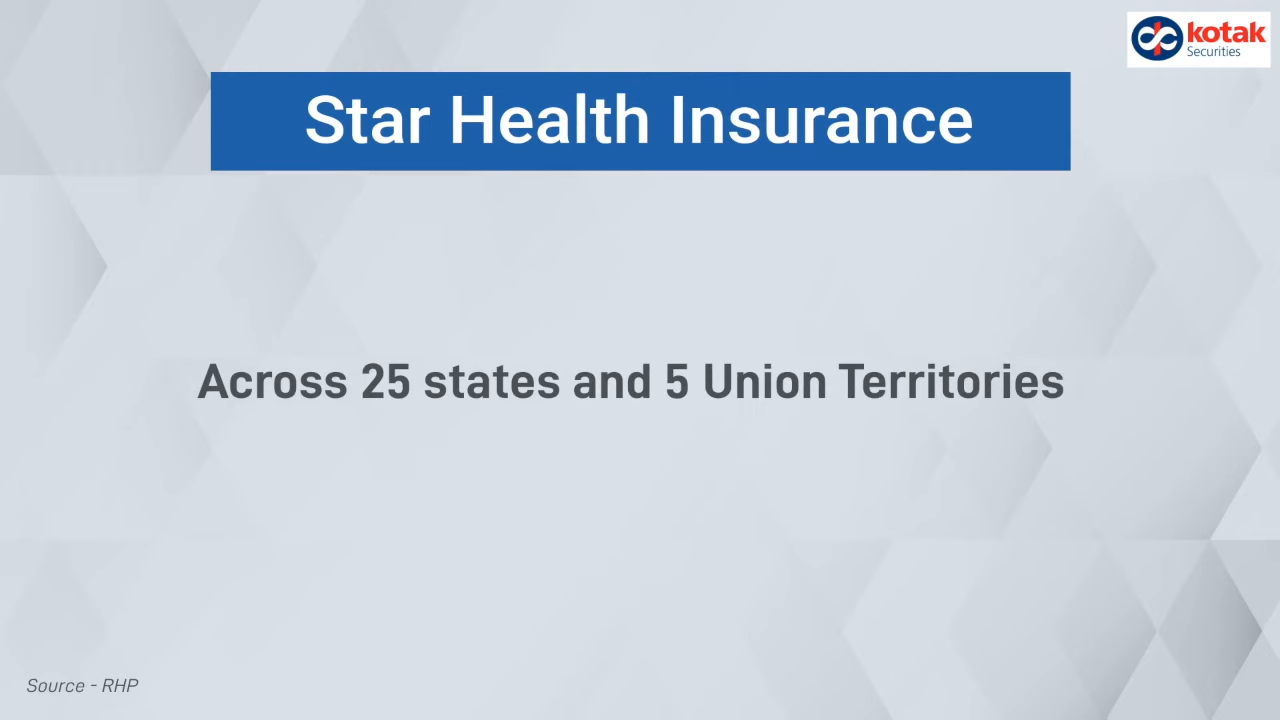 kotak
Securities
Star Health Insurance
Across 25 states and 5 Union Territories
Source - RHP